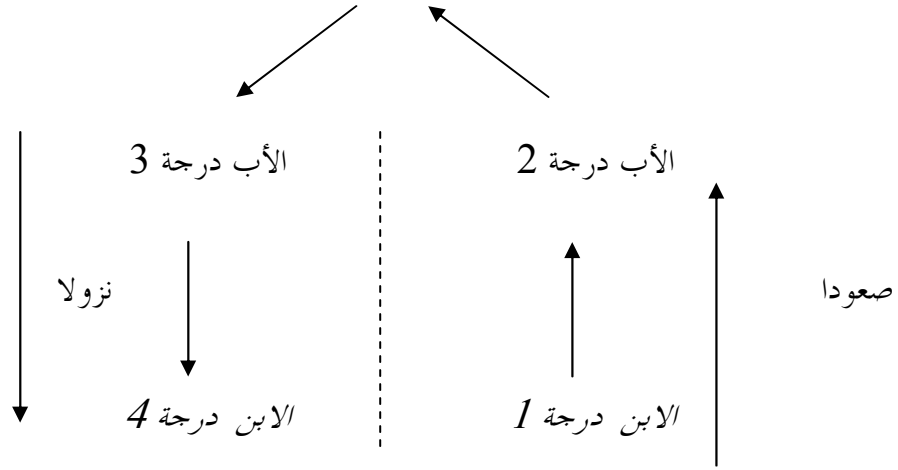 الأب درجة 2
الأب درجة 3
صعودا
نزولا
الابن درجة 1
الابن درجة 4